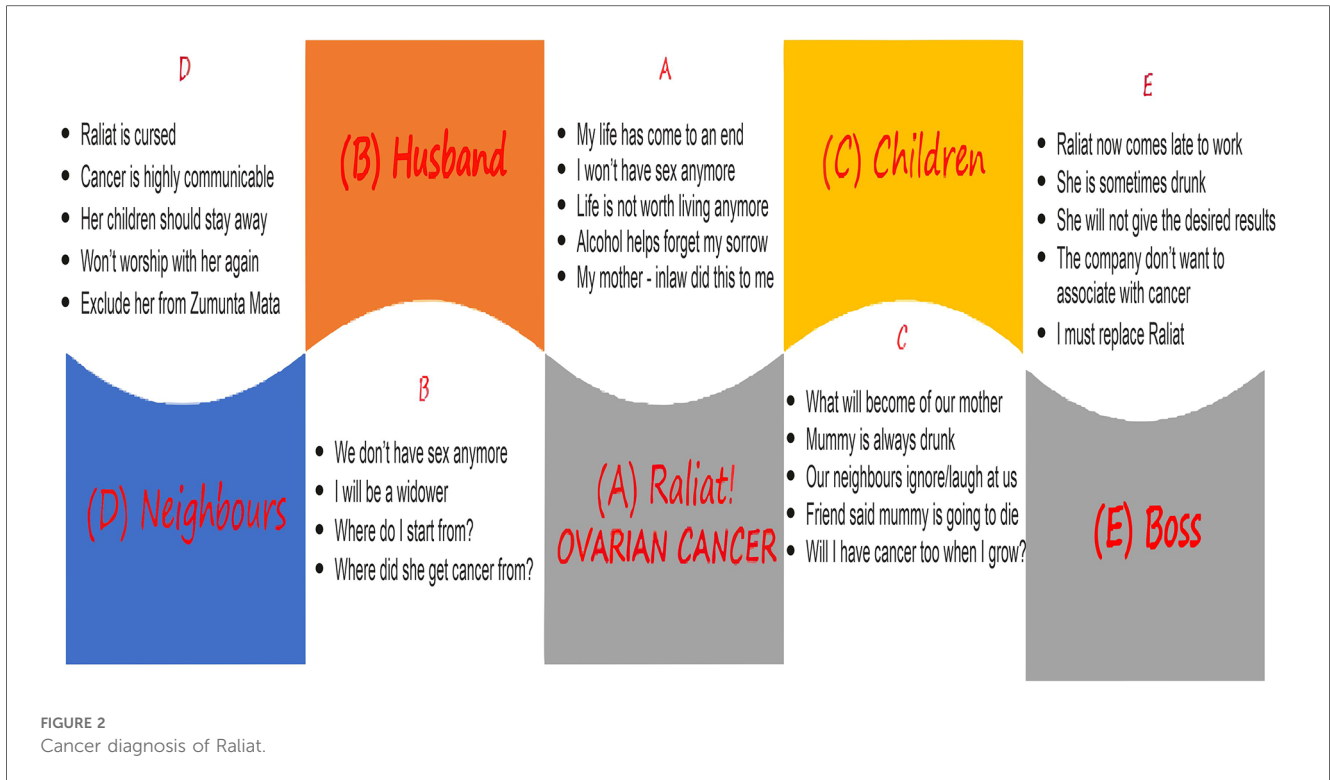 D
• Raliat is cursed
• Cancer is highly communicable
• Her children should stay away
• Won't worship with her again
• Exclude her from Zumunta Mata
(D) Neighbours
(B) Husband
B
• We don't have sex anymore
• I will be a widower
• Where do I start from?
• Where did she get cancer from?
A
• My life has come to an end
• I won't have sex anymore
• Life is not worth living anymore
• Alcohol helps forget my sorrow
• My mother - inlaw did this to me
(A) Raliat!
OVARIAN CANCER
(C) Children
C
• What will become of our mother
• Mummy is always drunk
• Our neighbours ignore/laugh at us
• Friend said mummy is going to die
• Will I have cancer too when I grow?
E
• Raliat now comes late to work
• She is sometimes drunk
• She will not give the desired results
• The company don't want to
associate with cancer
• I must replace Raliat
(E) Boss
FIGURE 2
Cancer diagnosis of Raliat.